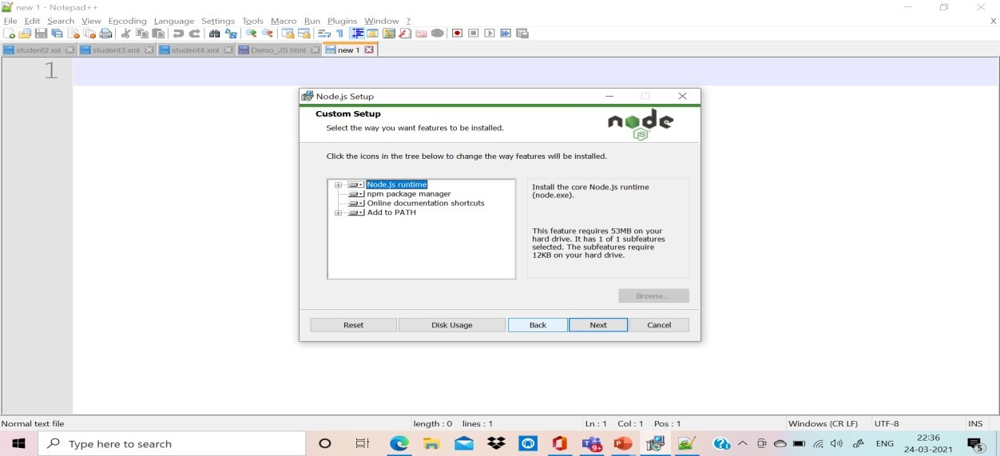 new 1 - Notepad++
File Edit Search View Encoding Language Settings Tools Macro Run Plugins Window ? X
student2.xsl student3.xml student4.xml Demo_JS.html new 1
1
Node.js Setup
Custom Setup
Select the way you want features to be installed.
node
JS
Click the icons in the tree below to change the way features will be installed.
Node.js runtime
npm package manager
Online documentation shortcuts
Add to PATH
Install the core Node.js runtime
(node.exe).
This feature requires 53MB on your
hard drive. It has 1 of 1 subfeatures
selected. The subfeatures require
12KB on your hard drive.
Browse...
Reset Disk Usage Back Next Cancel
Normal text file length : 0 lines : 1 Ln : 1 Col : 1 Pos : 1 Windows (CR LF) UTF-8 INS
Type here to search 9+ ENG 22:36
24-03-2021 5